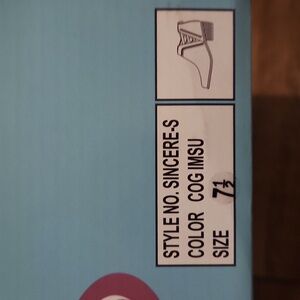 STYLE NO. SINCERE-S
COLOR COG IMSU
SIZE 7½